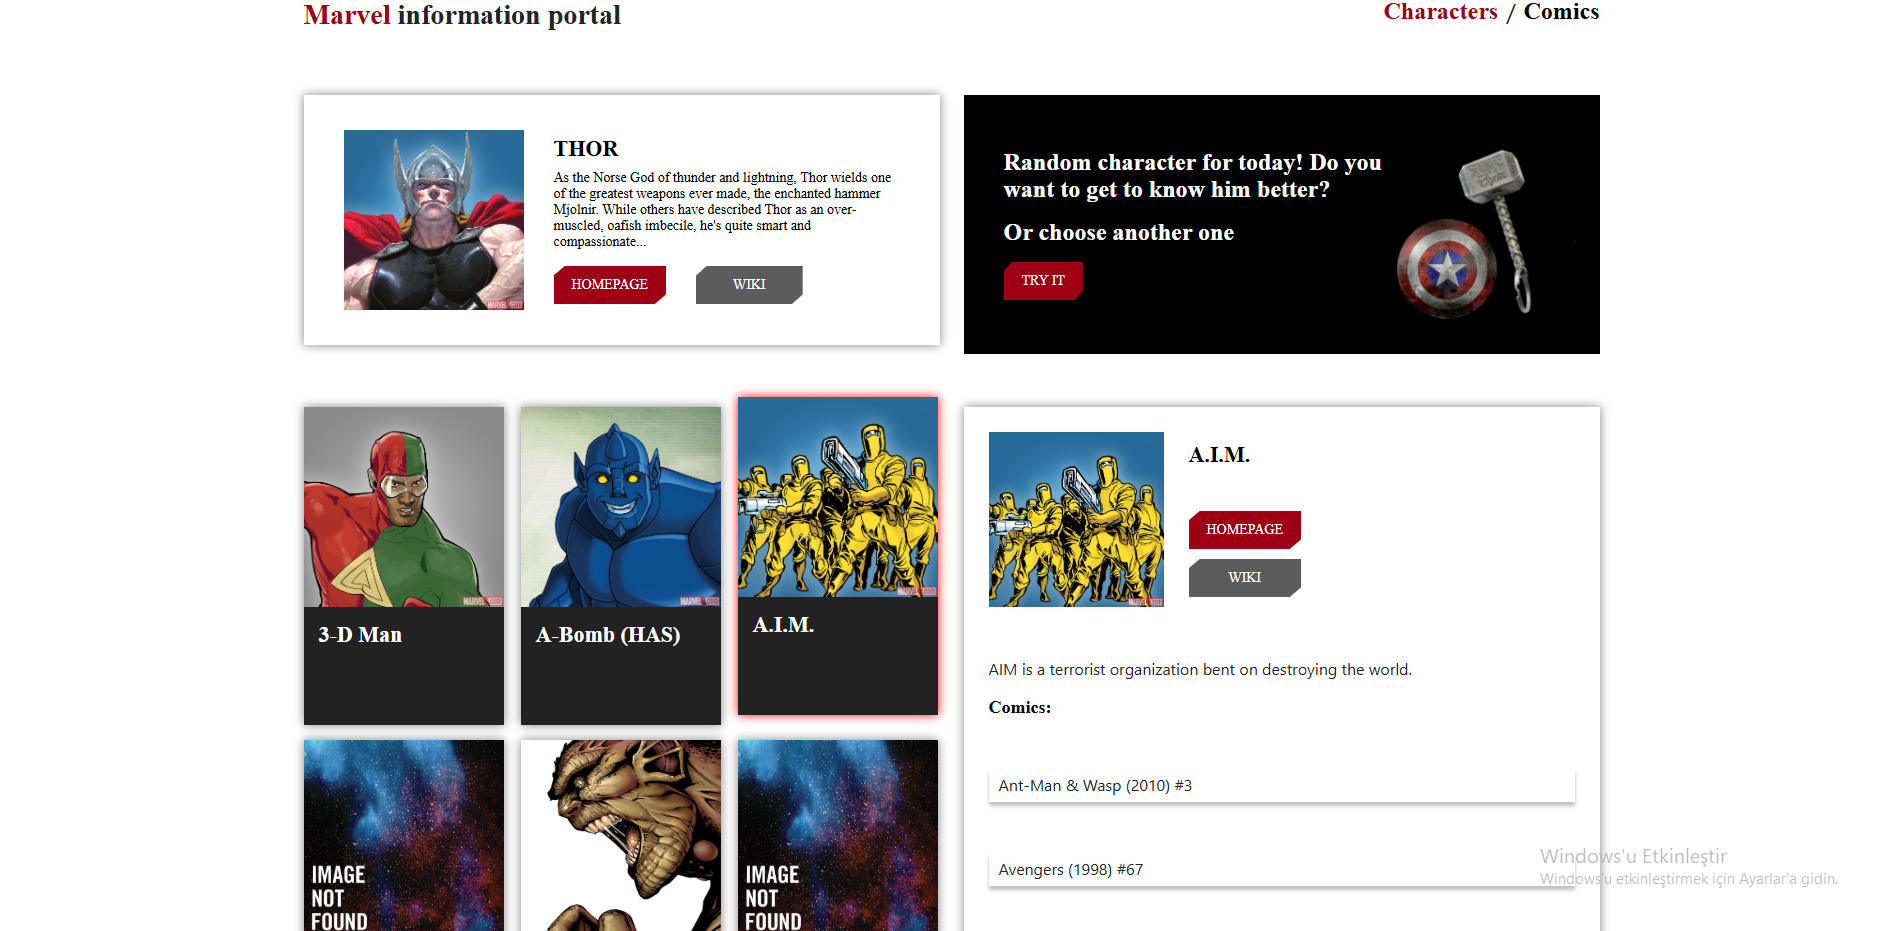 Marvel information portal
Characters / Comics
THOR
As the Norse God of thunder and lightning, Thor wields one
of the greatest weapons ever made, the enchanted hammer
Mjolnir. While others have described Thor as an over-
muscled, oafish imbecile, he's quite smart and
compassionate...
HOMEPAGE
WIKI
Random character for today! Do you
want to get to know him better?
Or choose another one
TRY IT
3-D Man
A-Bomb (HAS)
A.I.M.
IMAGE
NOT
FOUND
IMAGE
NOT
FOUND
A.I.M.
HOMEPAGE
WIKI
AIM is a terrorist organization bent on destroying the world.
Comics:
Ant-Man & Wasp (2010) #3
Avengers (1998) #67
Windows'u Etkinleştir
Windows'u etkinleştirmek için Ayarlar'a gidin.